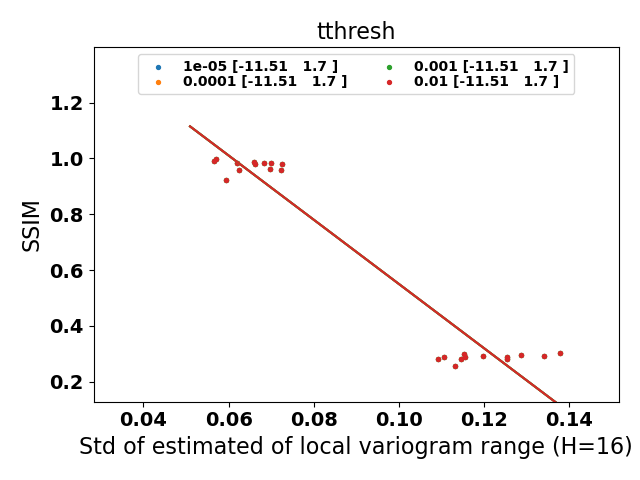 tthresh
1e-05 [-11.51   1.7 ]
0.0001 [-11.51   1.7 ]
0.001 [-11.51   1.7 ]
0.01 [-11.51   1.7 ]
SSIM
1.2
1.0
0.8
0.6
0.4
0.2
0.04 0.06 0.08 0.10 0.12 0.14
Std of estimated of local variogram range (H=16)